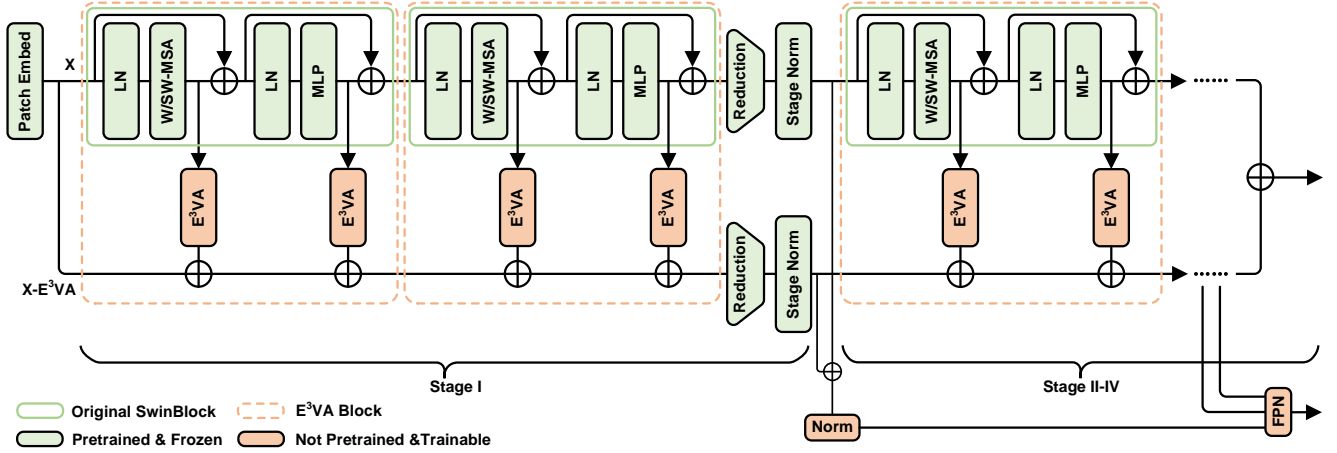 Patch Embed
X
LN
W/SW-MSA
LN
MLP
LN
W/SW-MSA
LN
MLP
Reduction
Stage Norm
LN
W/SW-MSA
LN
MLP
......
E³VA
E³VA
E³VA
E³VA
E³VA
E³VA
X-E³VA
Reduction
Stage Norm
......
Stage I
Stage II-IV
Original SwinBlock
E³VA Block
Pretrained & Frozen
Not Pretrained &Trainable
Norm
FPN